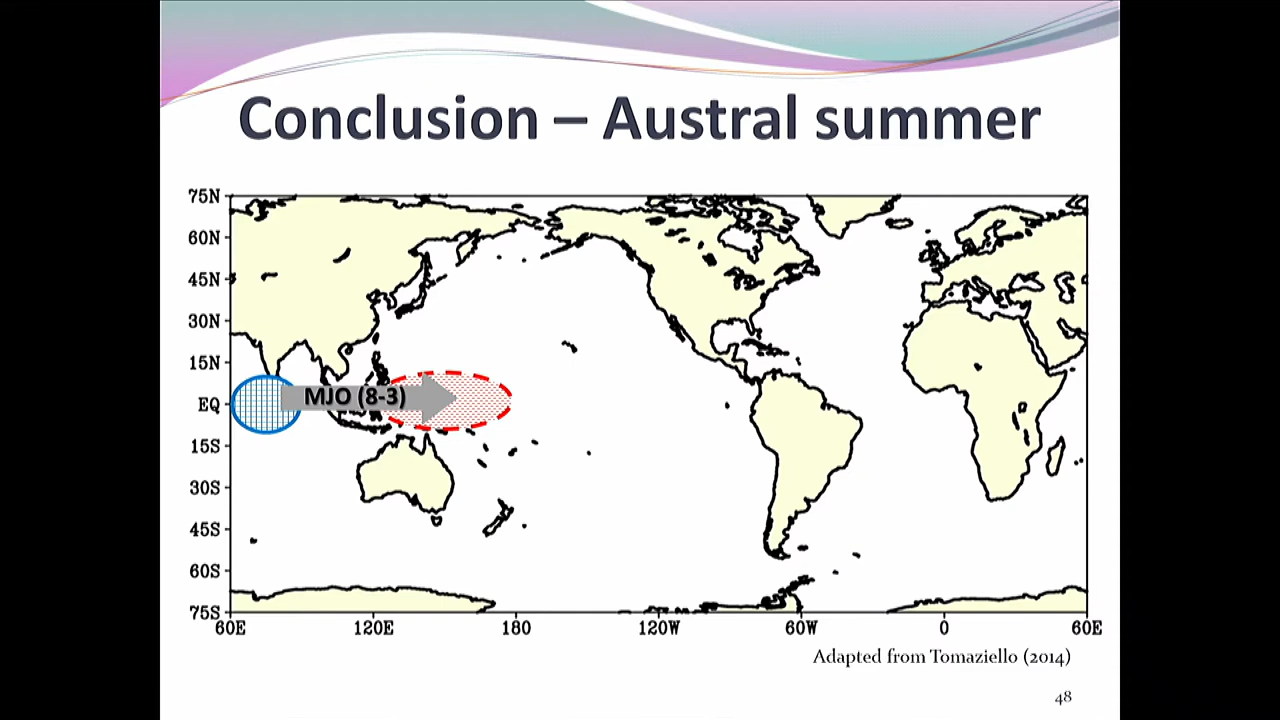 Conclusion – Austral summer
75N
60N
45N
30N
15N
EQ
15S
30S
45S
60S
75S
MJO (8-3)
60E 120E 180 120W 60W 0 60E
Adapted from Tomaziello (2014)
48